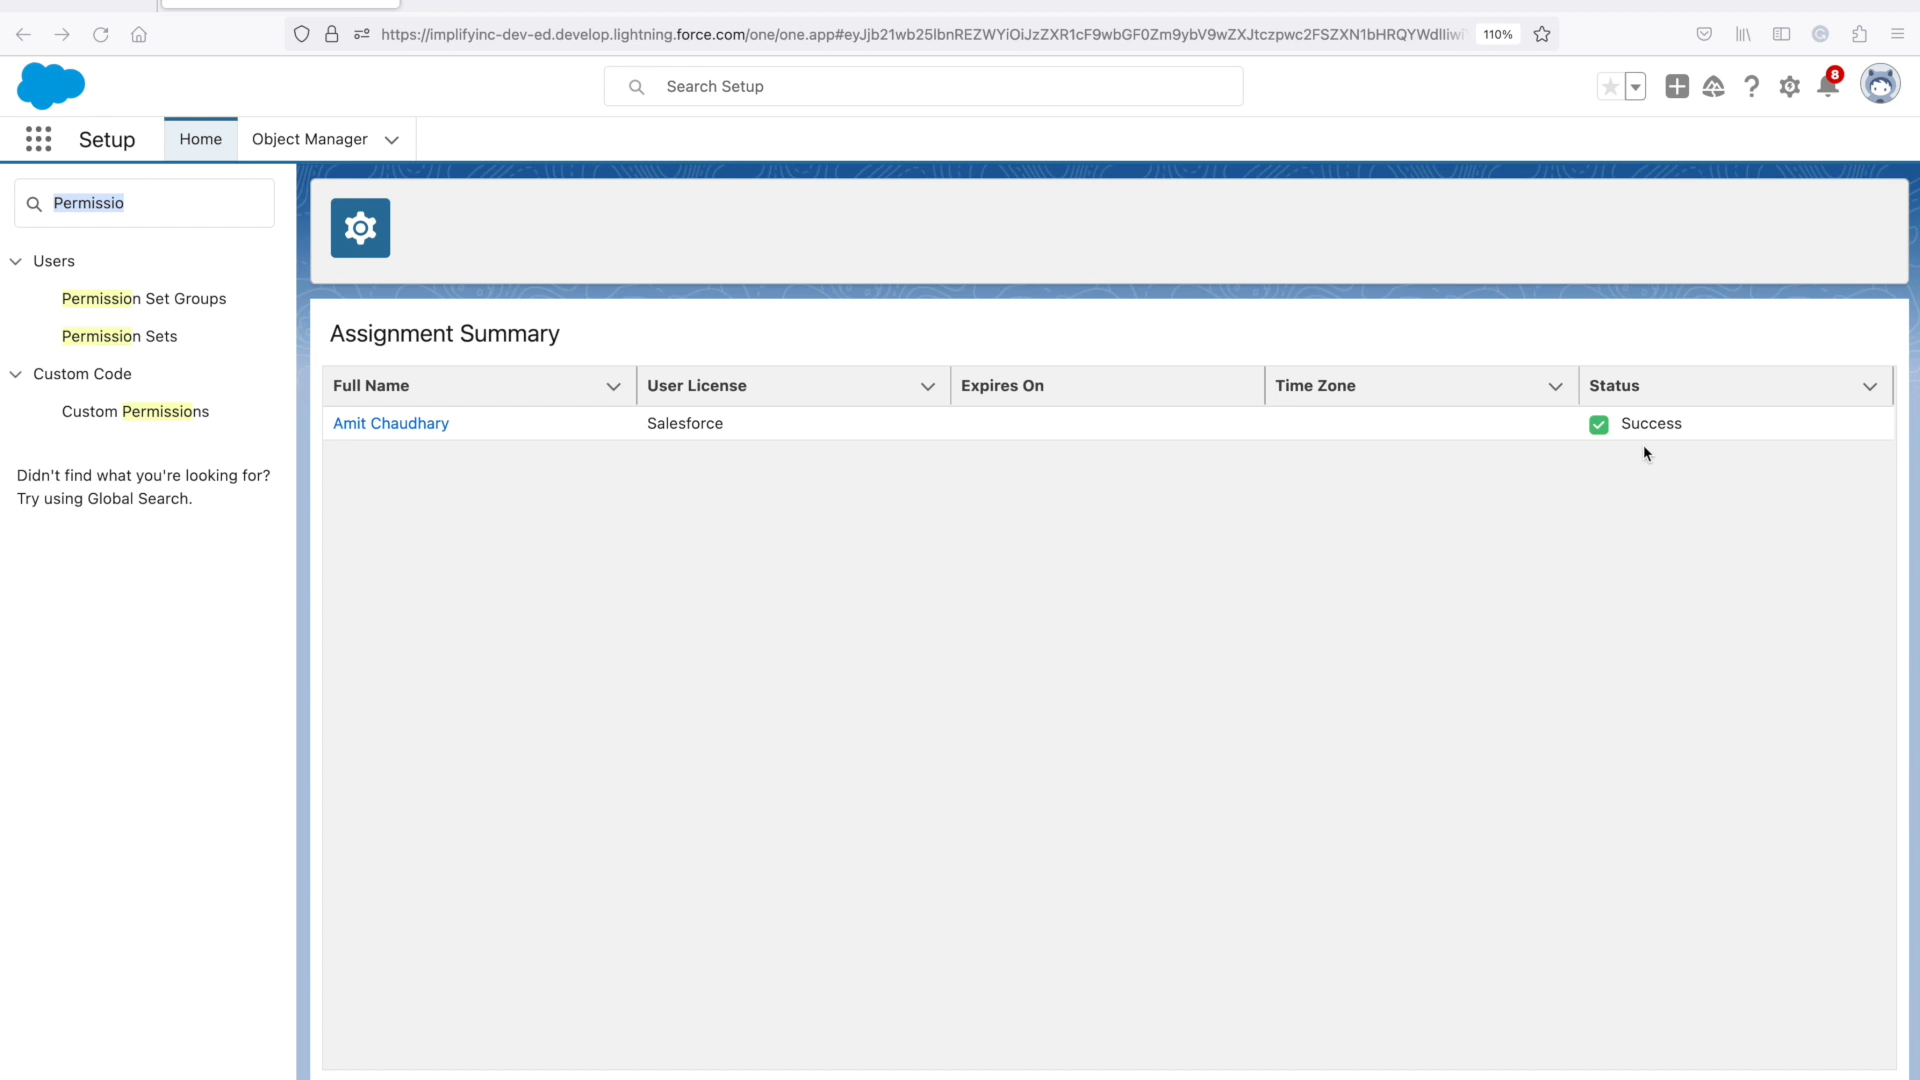 https://implifyinc-dev-ed.develop.lightning.force.com/one/one.app#eyJjb21wb25lbnREZWYiOiJzZXR1cF9wbGF0Zm9ybV9wZXJtczpwc2FSZXN1bHRQYWdlIiwi
110%
Search Setup
8
Setup
Home
Object Manager
Permissio
Users
Permission Set Groups
Permission Sets
Custom Code
Custom Permissions
Didn't find what you're looking for?
Try using Global Search.
Assignment Summary
Full Name User License Expires On Time Zone Status
Amit Chaudhary Salesforce Success